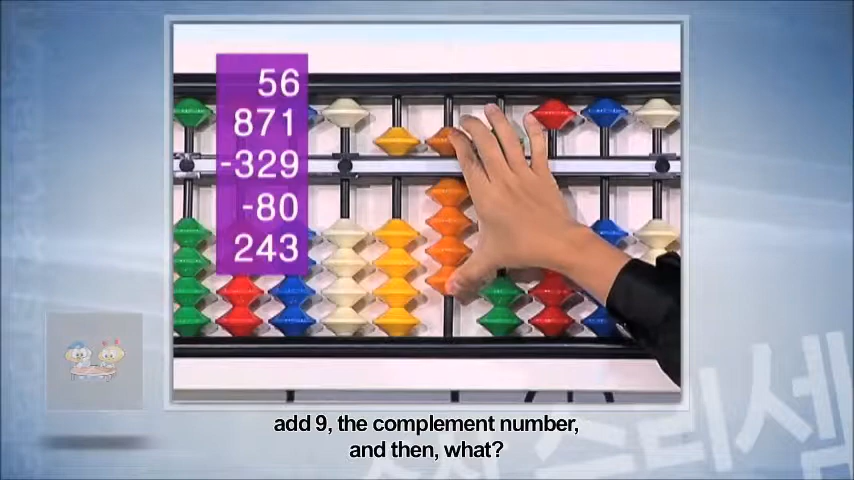 56
871
-329
-80
243
add 9, the complement number,
and then, what?